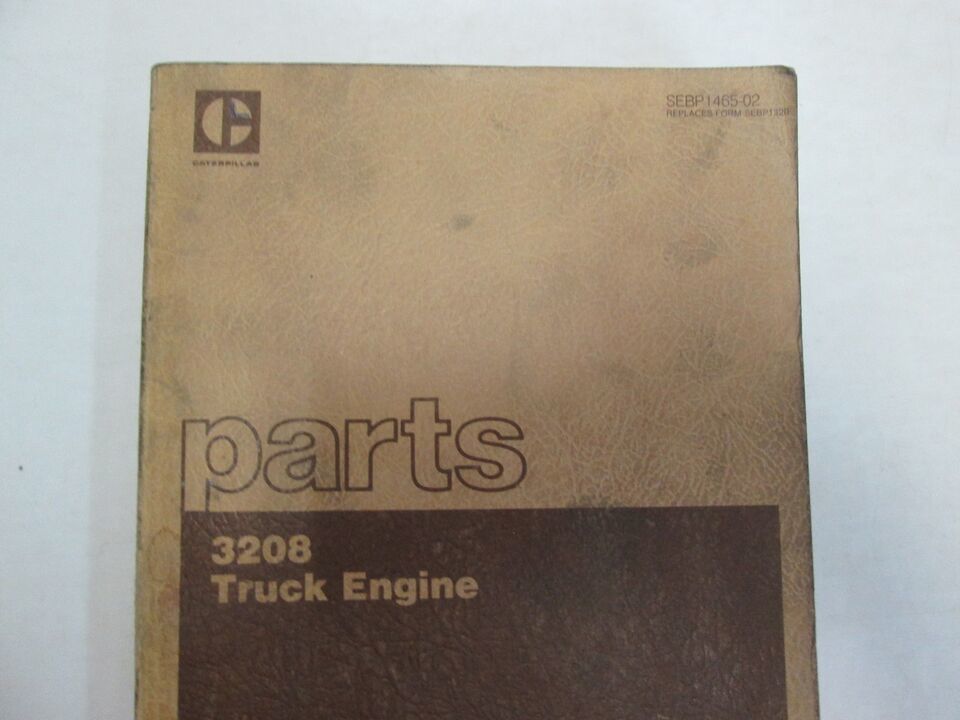 CATERPILLAR
SEBP1465-02
REPLACES FORM SEBP1320
parts
3208
Truck Engine